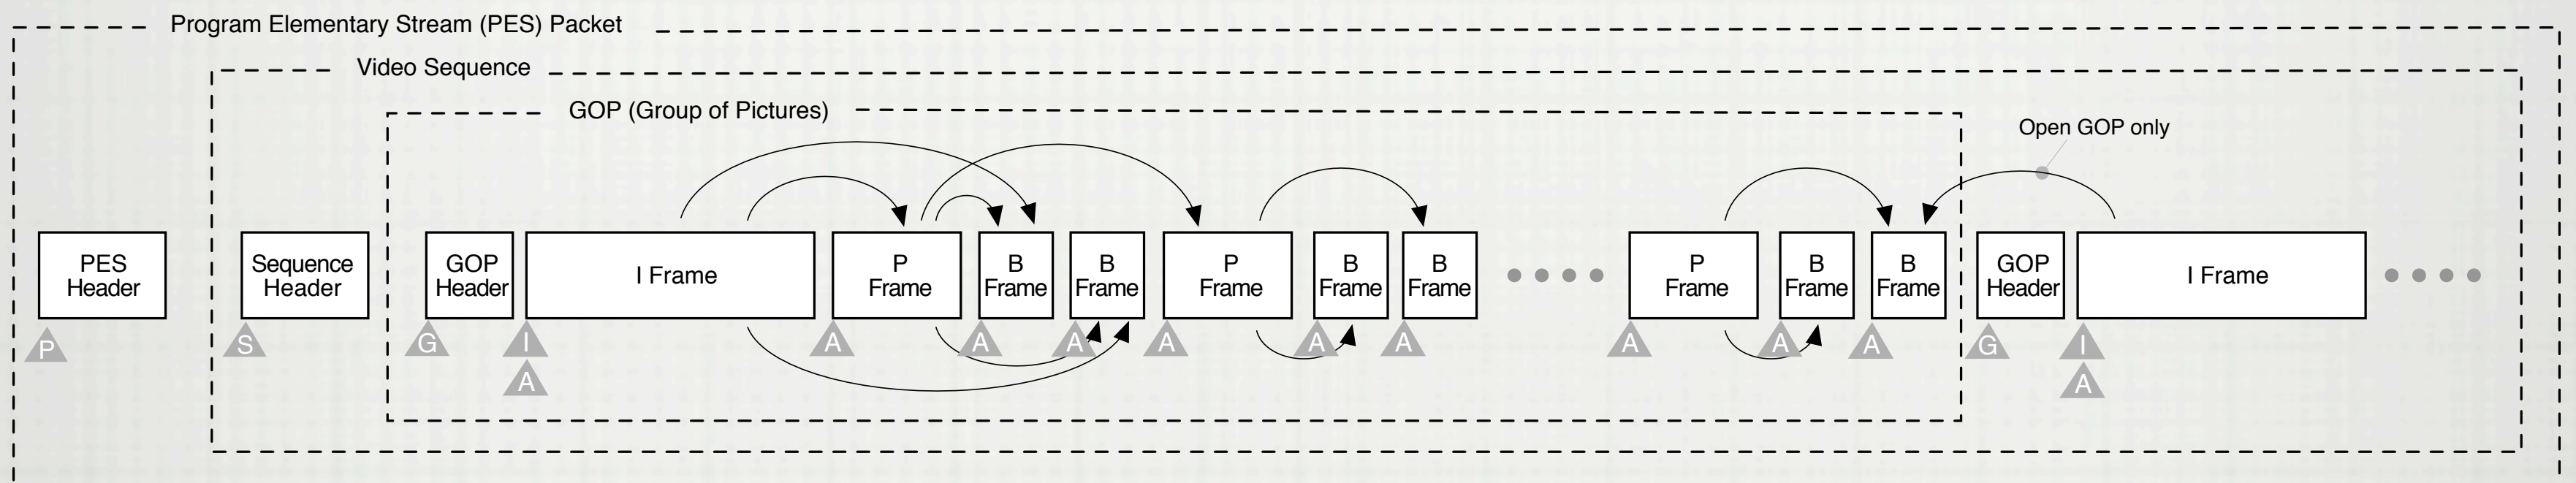 Program Elementary Stream (PES) Packet
Video Sequence
GOP (Group of Pictures)
Open GOP only
PES
Header
Sequence
Header
GOP
Header
I Frame
P
Frame
B
Frame
B
Frame
P
Frame
B
Frame
B
Frame
P
Frame
B
Frame
B
Frame
GOP
Header
I Frame
P
S
G
I
A
A
A
A
A
A
A
A
A
A
G
I
A